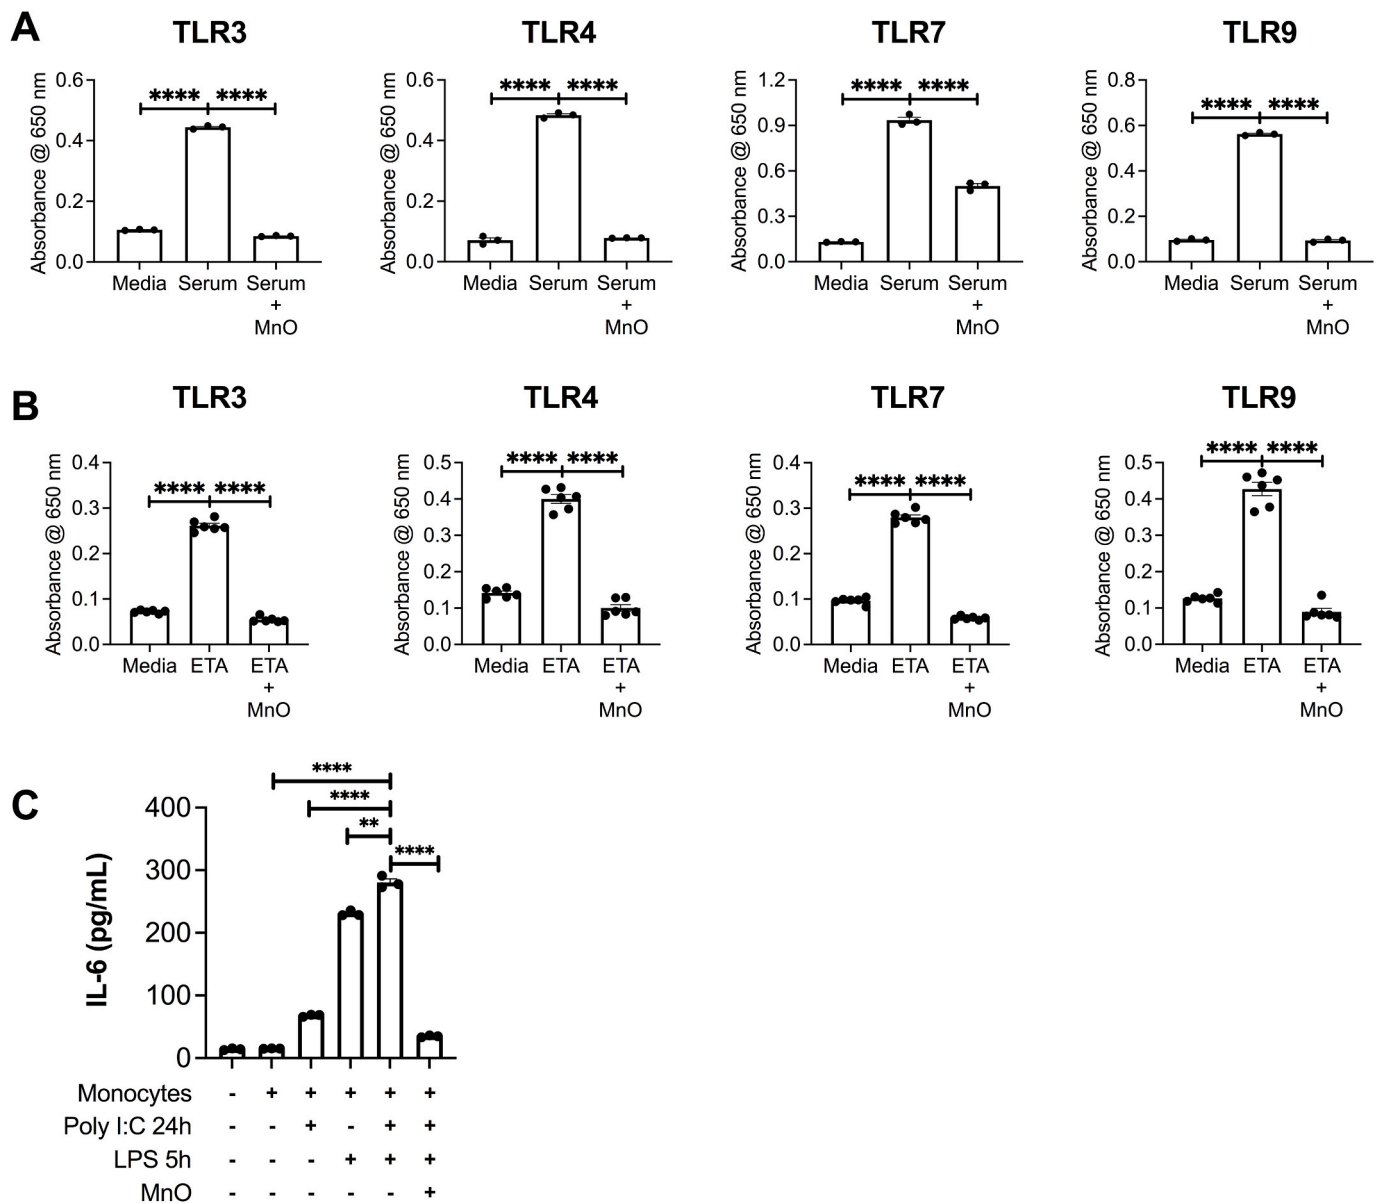 A
TLR3
TLR4
TLR7
TLR9
Absorbance @ 650 nm
0.6
0.4
0.2
0.0
**** ****
Media Serum Serum
+
MnO
Absorbance @ 650 nm
0.6
0.4
0.2
0.0
**** ****
Media Serum Serum
+
MnO
Absorbance @ 650 nm
1.2
0.9
0.6
0.3
0.0
**** ****
Media Serum Serum
+
MnO
Absorbance @ 650 nm
0.8
0.6
0.4
0.2
0.0
**** ****
Media Serum Serum
+
MnO
B
TLR3
TLR4
TLR7
TLR9
Absorbance @ 650 nm
0.4
0.3
0.2
0.1
0.0
**** ****
Media ETA ETA
+
MnO
Absorbance @ 650 nm
0.5
0.4
0.3
0.2
0.1
0.0
**** ****
Media ETA ETA
+
MnO
Absorbance @ 650 nm
0.4
0.3
0.2
0.1
0.0
**** ****
Media ETA ETA
+
MnO
Absorbance @ 650 nm
0.5
0.4
0.3
0.2
0.1
0.0
**** ****
Media ETA ETA
+
MnO
C
IL-6 (pg/mL)
400
300
200
100
0
****
****
**
****
Monocytes - + + + + +
Poly I:C 24h - - + - + +
LPS 5h - - - + + +
MnO - - - - - +